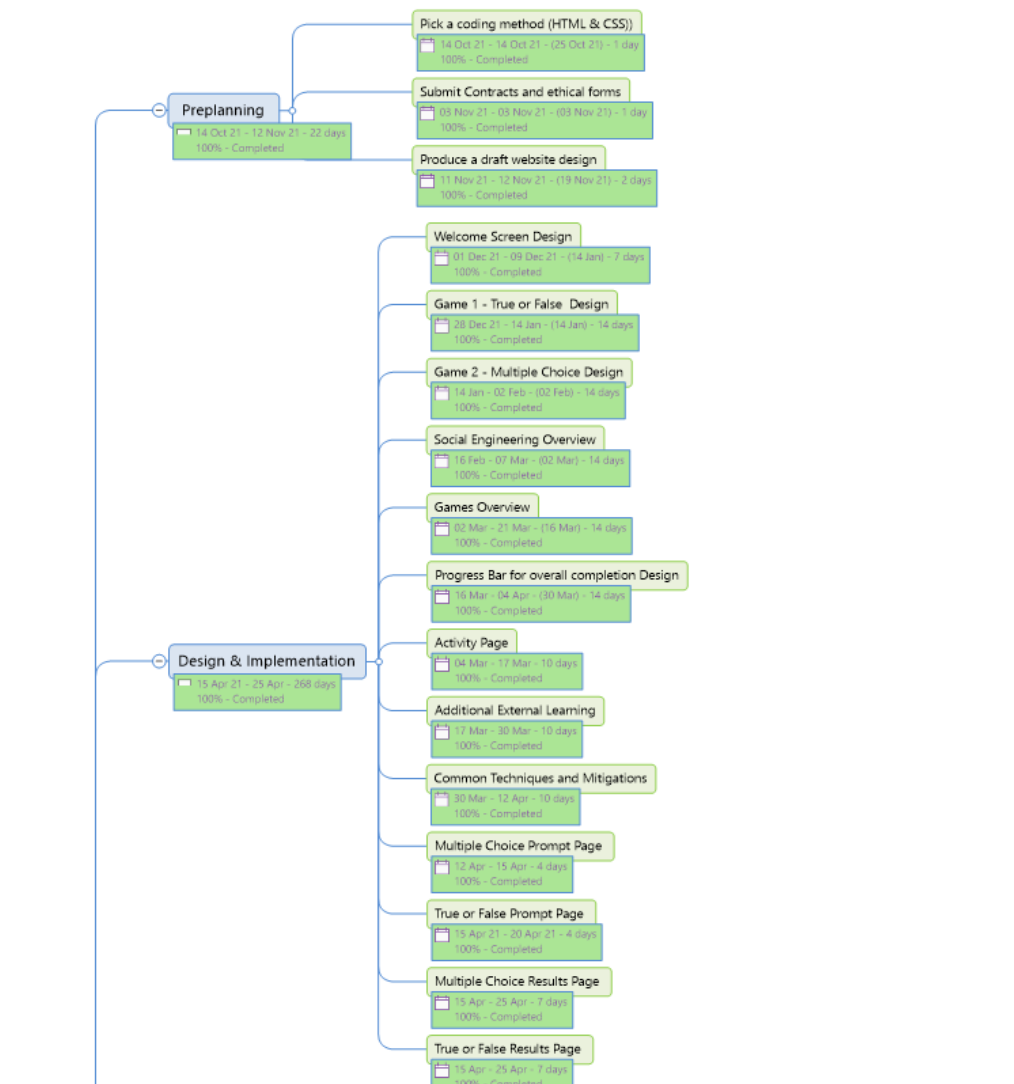 Pick a coding method (HTML & CSS))
14 Oct 21 - 14 Oct 21 - (25 Oct 21) - 1 day
100% - Completed
Submit Contracts and ethical forms
03 Nov 21 - 03 Nov 21 - (03 Nov 21) - 1 day
100% - Completed
Preplanning
14 Oct 21 - 12 Nov 21 - 22 days
100% - Completed
Produce a draft website design
11 Nov 21 - 12 Nov 21 - (19 Nov 21) - 2 days
100% - Completed
Welcome Screen Design
01 Dec 21 - 09 Dec 21 - (14 Jan) - 7 days
100% - Completed
Game 1 - True or False  Design
28 Dec 21 - 14 Jan - (14 Jan) - 14 days
100% - Completed
Game 2 - Multiple Choice Design
14 Jan - 02 Feb - (02 Feb) - 14 days
100% - Completed
Social Engineering Overview
16 Feb - 07 Mar - (02 Mar) - 14 days
100% - Completed
Games Overview
02 Mar - 21 Mar - (16 Mar) - 14 days
100% - Completed
Progress Bar for overall completion Design
16 Mar - 04 Apr - (30 Mar) - 14 days
100% - Completed
Design & Implementation
15 Apr 21 - 25 Apr - 268 days
100% - Completed
Activity Page
04 Mar - 17 Mar - 10 days
100% - Completed
Additional External Learning
17 Mar - 30 Mar - 10 days
100% - Completed
Common Techniques and Mitigations
30 Mar - 12 Apr - 10 days
100% - Completed
Multiple Choice Prompt Page
12 Apr - 15 Apr - 4 days
100% - Completed
True or False Prompt Page
15 Apr 21 - 20 Apr 21 - 4 days
100% - Completed
Multiple Choice Results Page
15 Apr - 25 Apr - 7 days
100% - Completed
True or False Results Page
15 Apr - 25 Apr - 7 days
100% - Completed